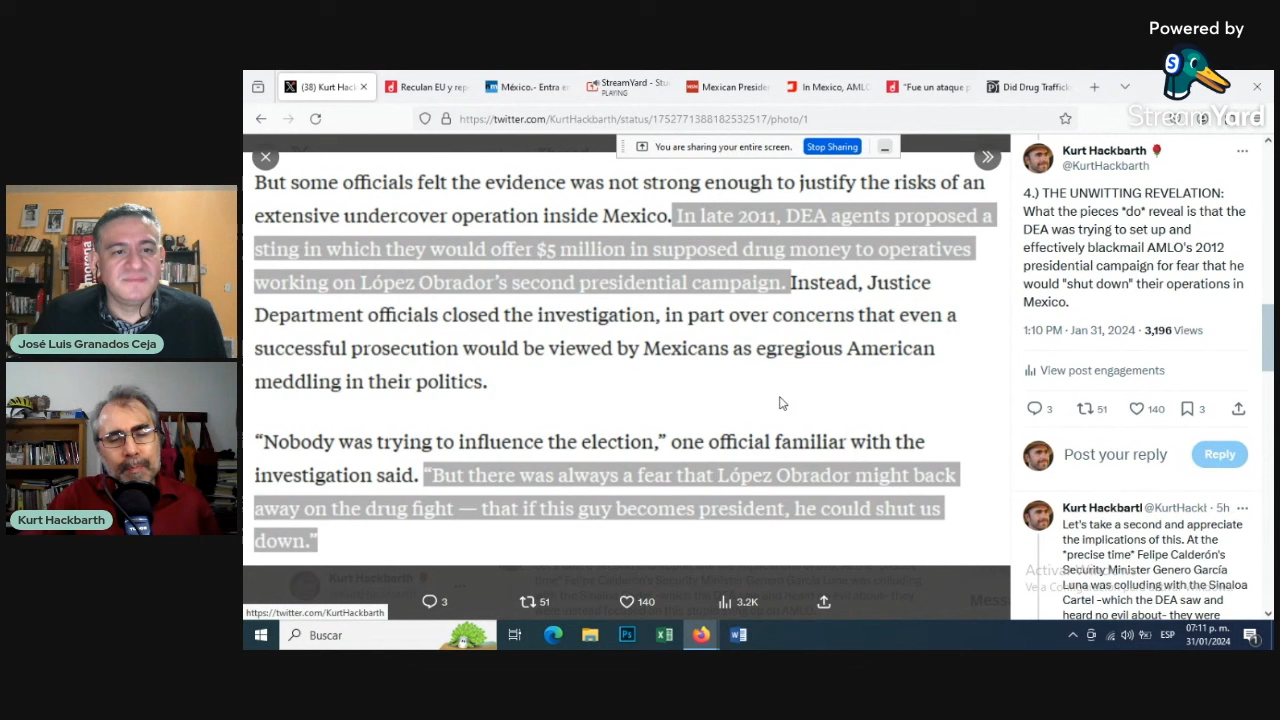 Powered by
StreamYard
(38) Kurt Hack
Reculan EU y rep
México.- Entra e
StreamYard - Stu
PLAYING
Mexican Preside
In Mexico, AMLO
"Fue un ataque p
Did Drug Traffick
https://twitter.com/KurtHackbarth/status/1752771388182532517/photo/1
You are sharing your entire screen.
Stop Sharing
But some officials felt the evidence was not strong enough to justify the risks of an
extensive undercover operation inside Mexico. In late 2011, DEA agents proposed a
sting in which they would offer $5 million in supposed drug money to operatives
working on López Obrador's second presidential campaign. Instead, Justice
Department officials closed the investigation, in part over concerns that even a
successful prosecution would be viewed by Mexicans as egregious American
meddling in their politics.
“Nobody was trying to influence the election,” one official familiar with the
investigation said. “But there was always a fear that López Obrador might back
away on the drug fight — that if this guy becomes president, he could shut us
down.”
3
51
140
3.2K
https://twitter.com/KurtHackbarth
Kurt Hackbarth
@KurtHackbarth
4.) THE UNWITTING REVELATION:
What the pieces *do* reveal is that the
DEA was trying to set up and
effectively blackmail AMLO's 2012
presidential campaign for fear that he
would "shut down" their operations in
Mexico.
1:10 PM · Jan 31, 2024 · 3,196 Views
View post engagements
3
51
140
3
Post your reply
Reply
Kurt Hackbartl @KurtHackl · 5h
Let's take a second and appreciate
the implications of this. At the
*precise time* Felipe Calderón's
Security Minister Genero García
Luna was colluding with the Sinaloa
Cartel -which the DEA saw and
heard no evil about- they were
José Luis Granados Ceja
Kurt Hackbarth
morena
Buscar
ESP
07:11 p. m.
31/01/2024